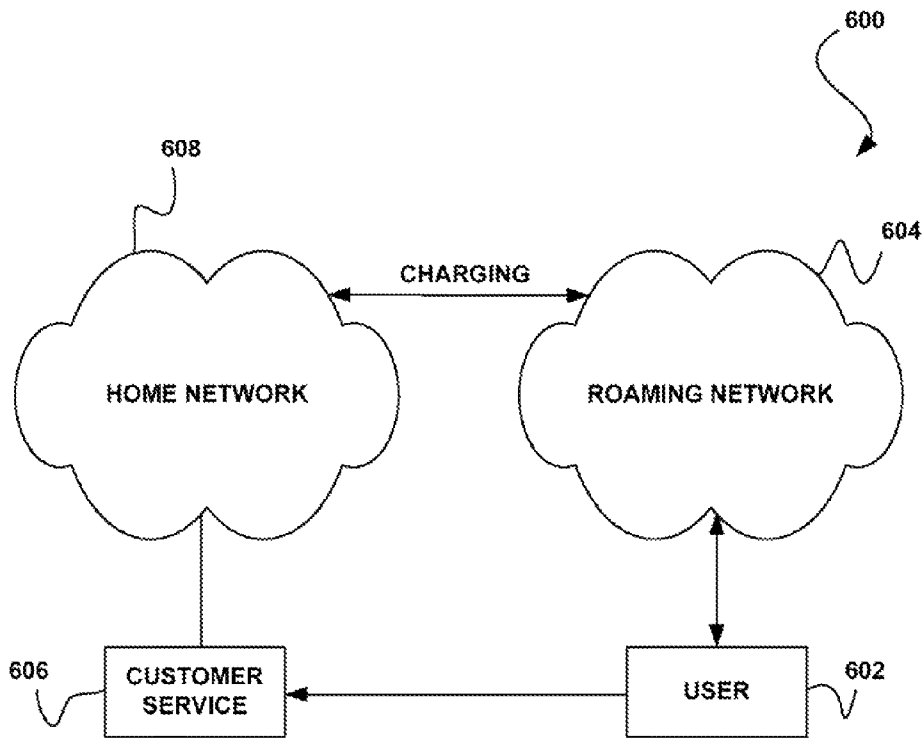 600
608
604
CHARGING
HOME NETWORK
ROAMING NETWORK
606
CUSTOMER
SERVICE
USER
602